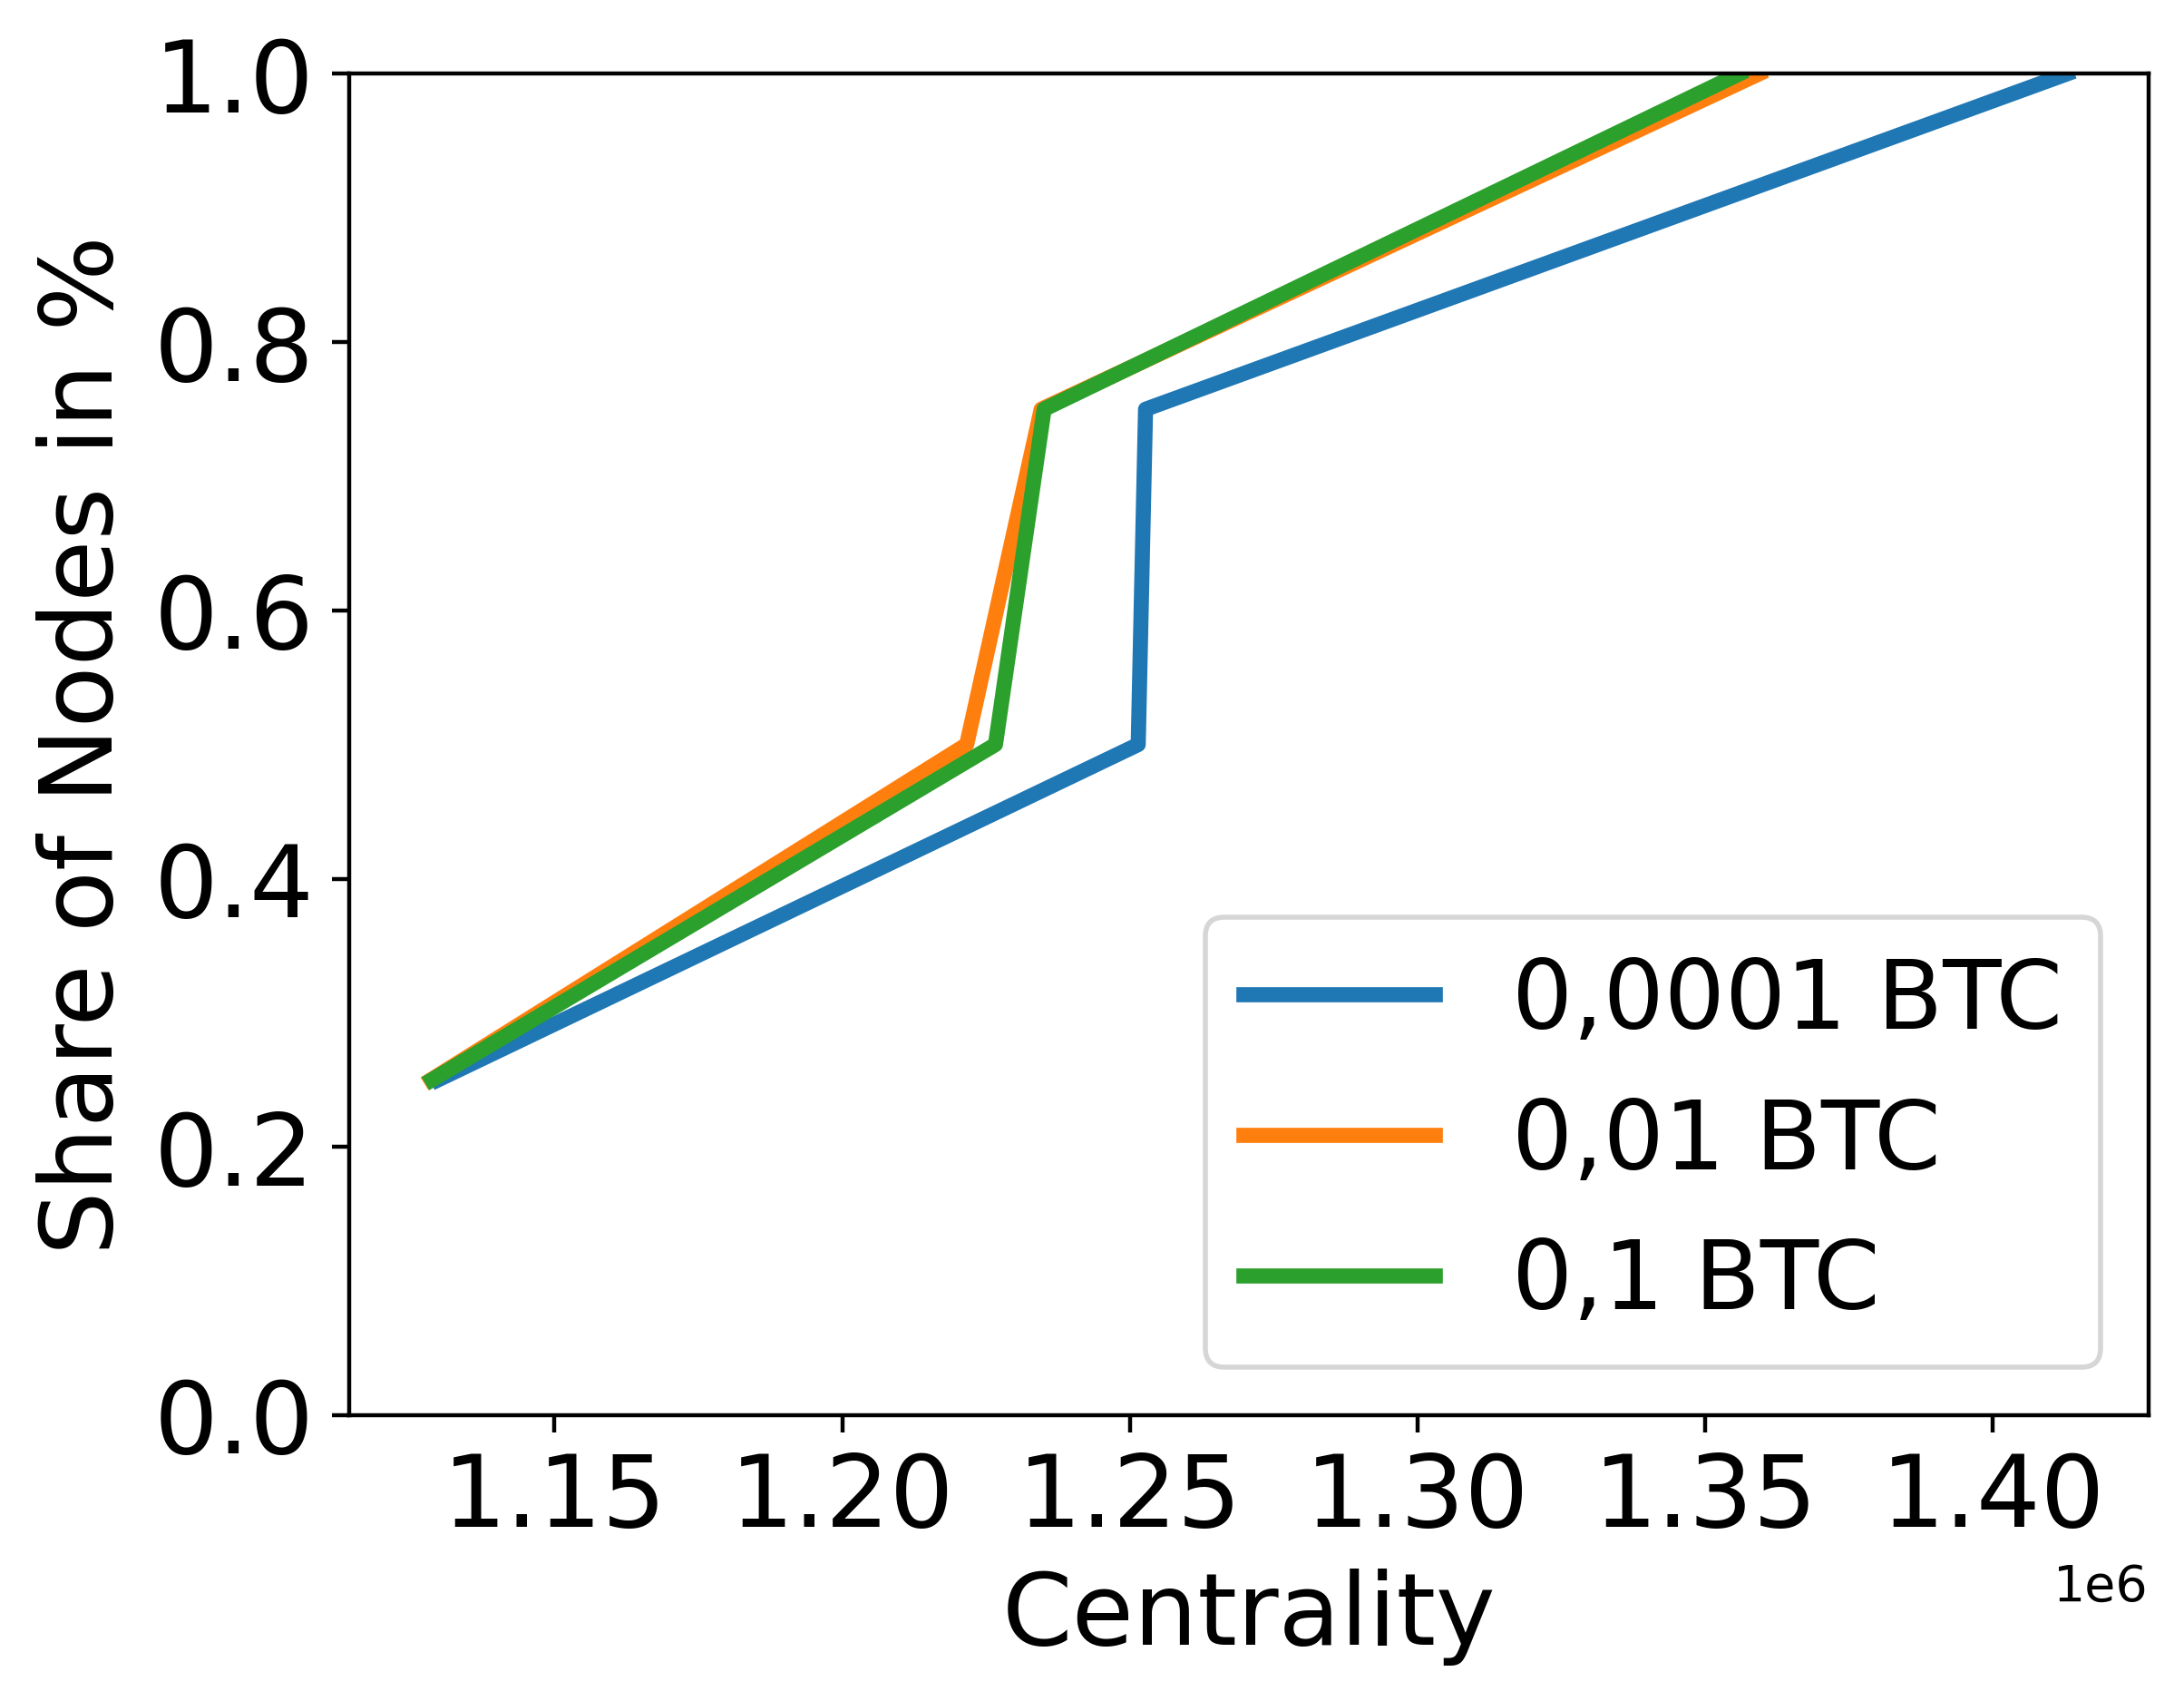 Share of Nodes in %
1.0
0.8
0.6
0.4
0.2
0.0
0,0001 BTC
0,01 BTC
0,1 BTC
1.15 1.20 1.25 1.30 1.35 1.40
1e6
Centrality